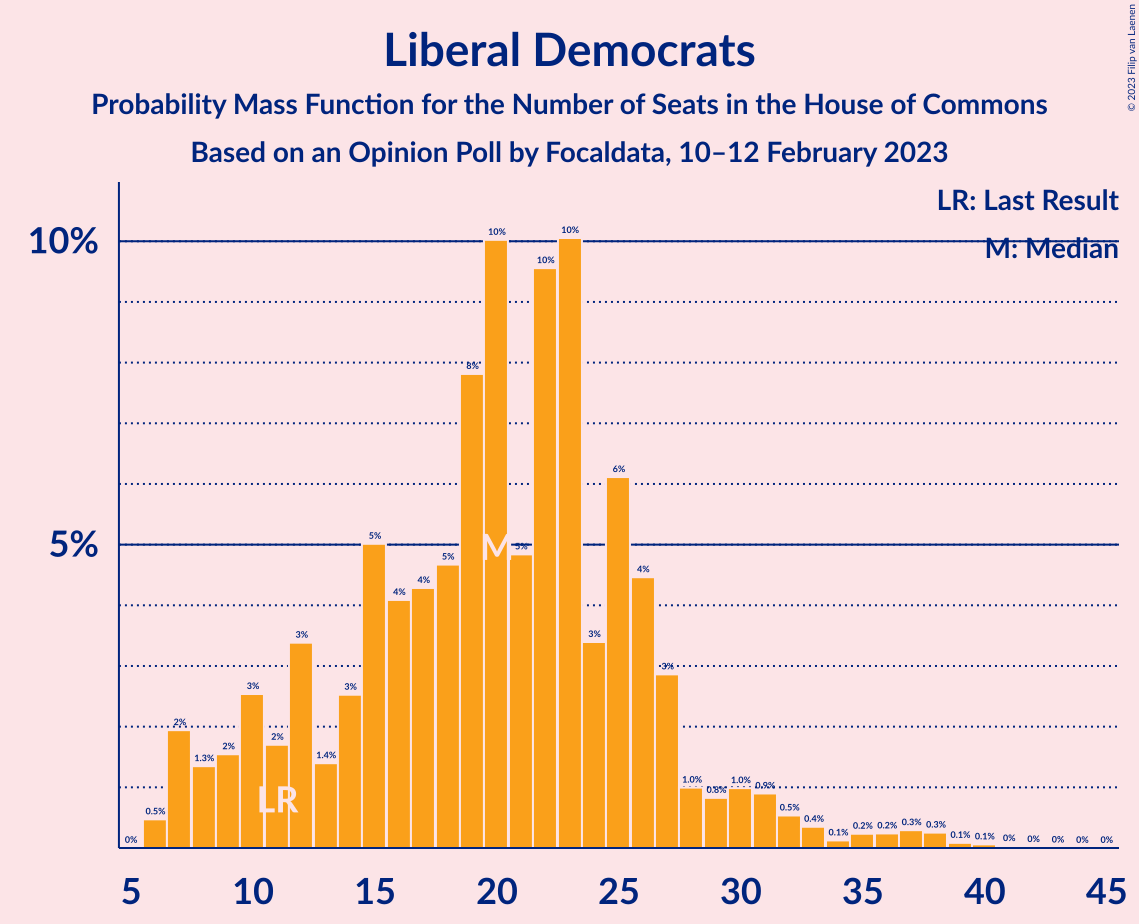 Liberal Democrats
Probability Mass Function for the Number of Seats in the House of Commons
Based on an Opinion Poll by Focaldata, 10–12 February 2023
© 2023 Filip van Laenen
LR: Last Result
M: Median
10%
5%
0% 0.5% 2% 1.3% 2% 3% 2% 3% 1.4% 3% 5% 4% 4% 5% 8% 10% 5% 10% 10% 3% 6% 4% 3% 1.0% 0.8% 1.0% 0.9% 0.5% 0.4% 0.1% 0.2% 0.2% 0.3% 0.3% 0.1% 0.1% 0% 0% 0% 0% 0%
M
LR
5 10 15 20 25 30 35 40 45